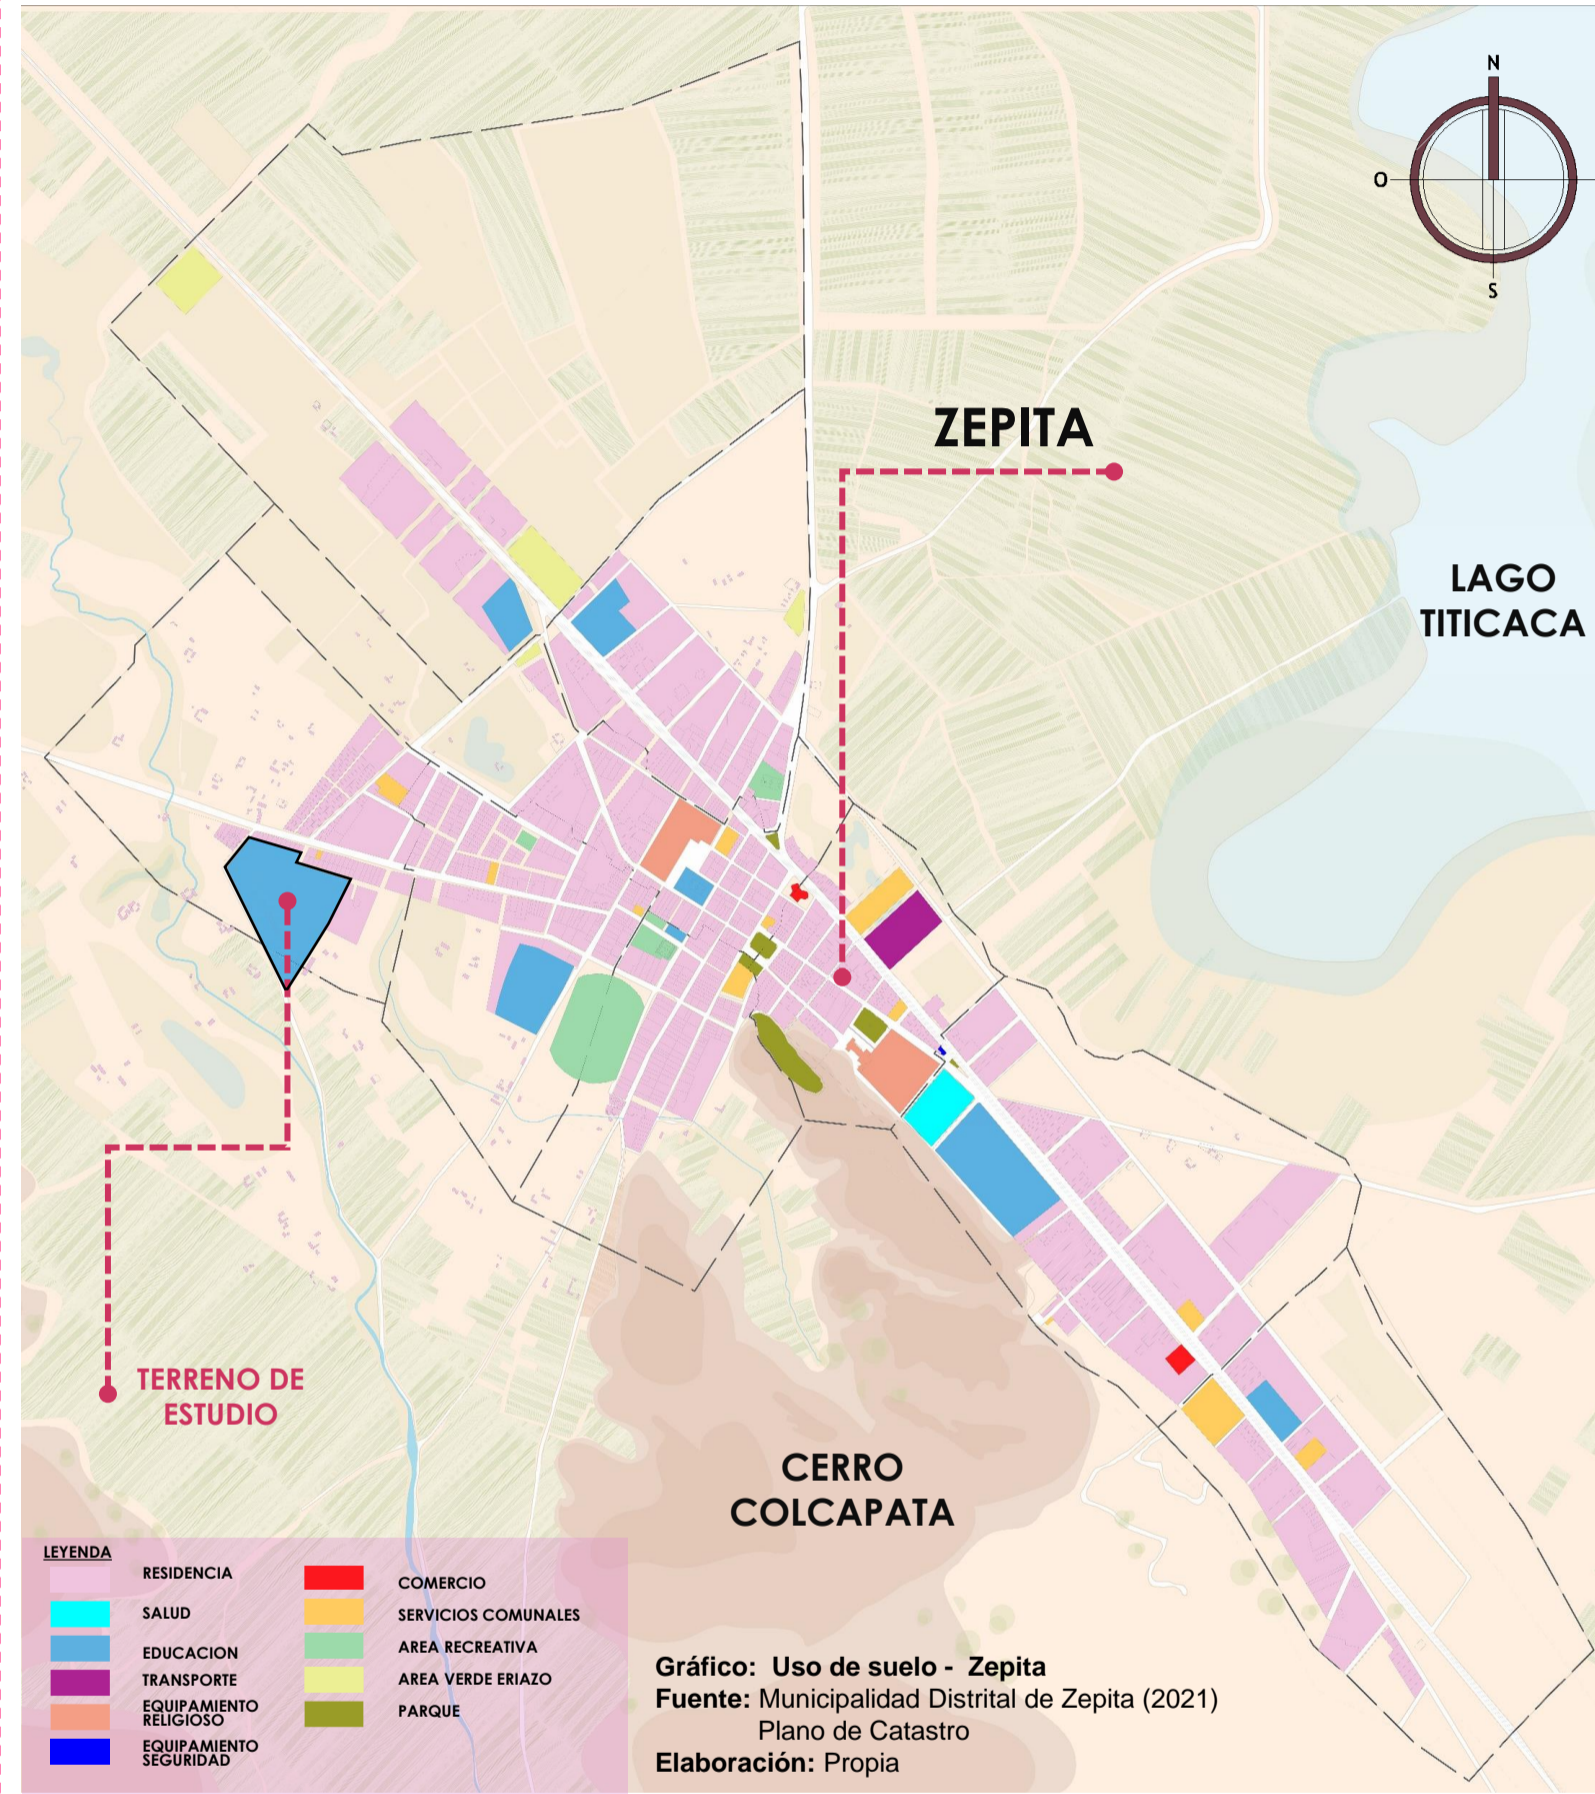 N
O
S
ZEPITA
LAGO
TITICACA
TERRENO DE
ESTUDIO
CERRO
COLCAPATA
LEYENDA
RESIDENCIA
SALUD
EDUCACION
TRANSPORTE
EQUIPAMIENTO
RELIGIOSO
EQUIPAMIENTO
SEGURIDAD
COMERCIO
SERVICIOS COMUNALES
AREA RECREATIVA
AREA VERDE ERIAZO
PARQUE
Gráfico: Uso de suelo - Zepita
Fuente: Municipalidad Distrital de Zepita (2021)
Plano de Catastro
Elaboración: Propia